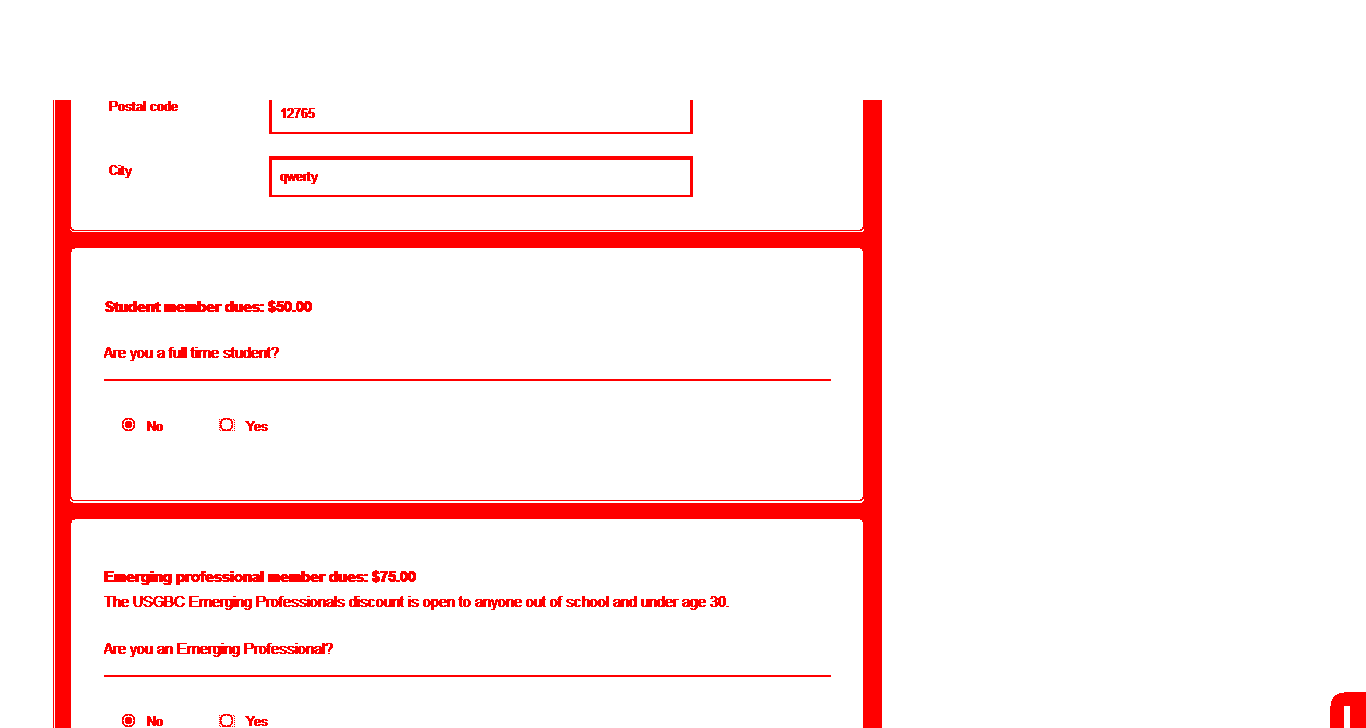 Postal code
12765
City
qwerty
Student member dues: $50.00
Are you a full time student?
No Yes
Emerging professional member dues: $75.00
The USGBC Emerging Professionals discount is open to anyone out of school and under age 30.
Are you an Emerging Professional?
No Yes